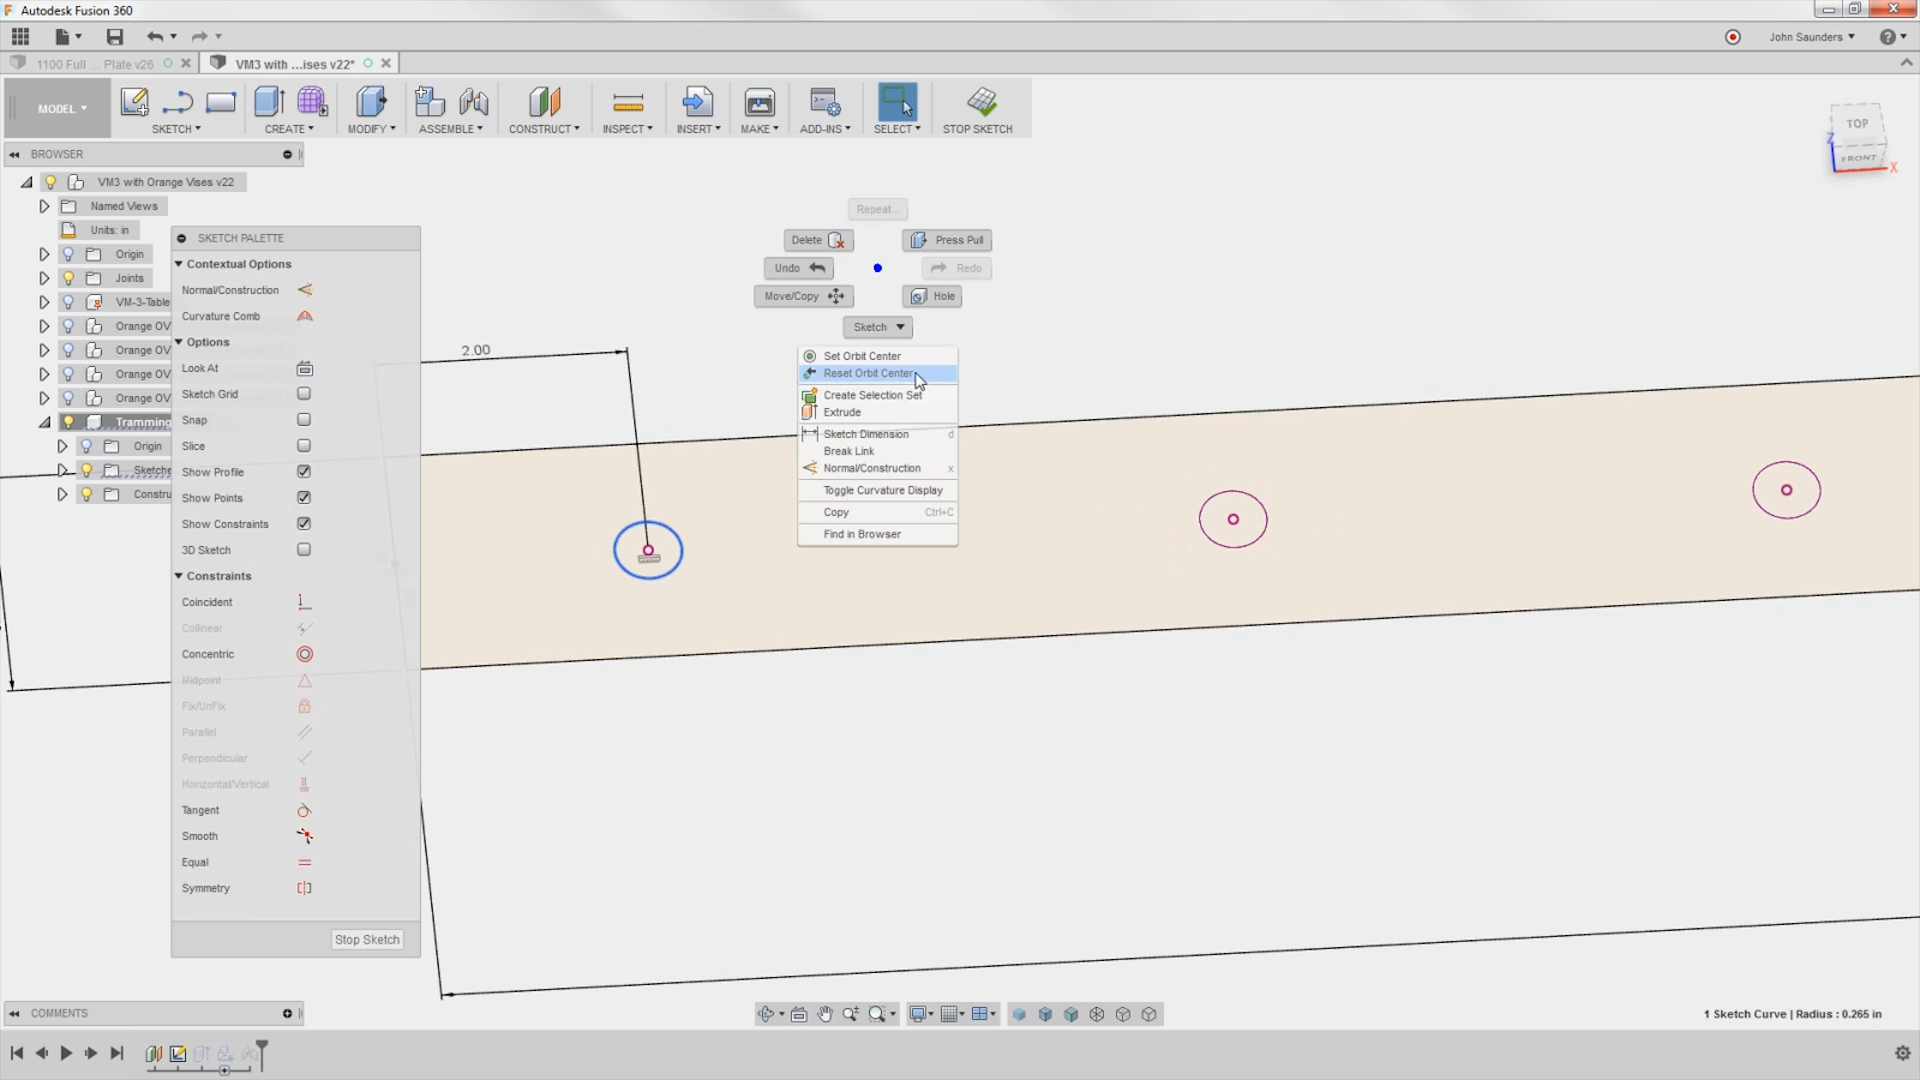 Autodesk Fusion 360
John Saunders
1100 Full ... Plate v26
VM3 with ...ises v22*
MODEL
SKETCH
CREATE
MODIFY
ASSEMBLE
CONSTRUCT
INSPECT
INSERT
MAKE
ADD-INS
SELECT
STOP SKETCH
TOP
FRONT
Z
X
BROWSER
VM3 with Orange Vises v22
Named Views
Units: in
Origin
Joints
VM-3-Table
Orange OV
Orange OV
Orange OV
Orange OV
Tramming
Origin
Sketche
Constru
SKETCH PALETTE
Contextual Options
Normal/Construction
Curvature Comb
Options
Look At
Sketch Grid
Snap
Slice
Show Profile
Show Points
Show Constraints
3D Sketch
Constraints
Coincident
Collinear
Concentric
Midpoint
Fix/UnFix
Parallel
Perpendicular
Horizontal/Vertical
Tangent
Smooth
Equal
Symmetry
Stop Sketch
2.00
Repeat...
Delete
Press Pull
Undo
Redo
Move/Copy
Hole
Sketch
Set Orbit Center
Reset Orbit Center
Create Selection Set
Extrude
Sketch Dimension d
Break Link
Normal/Construction x
Toggle Curvature Display
Copy Ctrl+C
Find in Browser
COMMENTS
1 Sketch Curve | Radius : 0.265 in